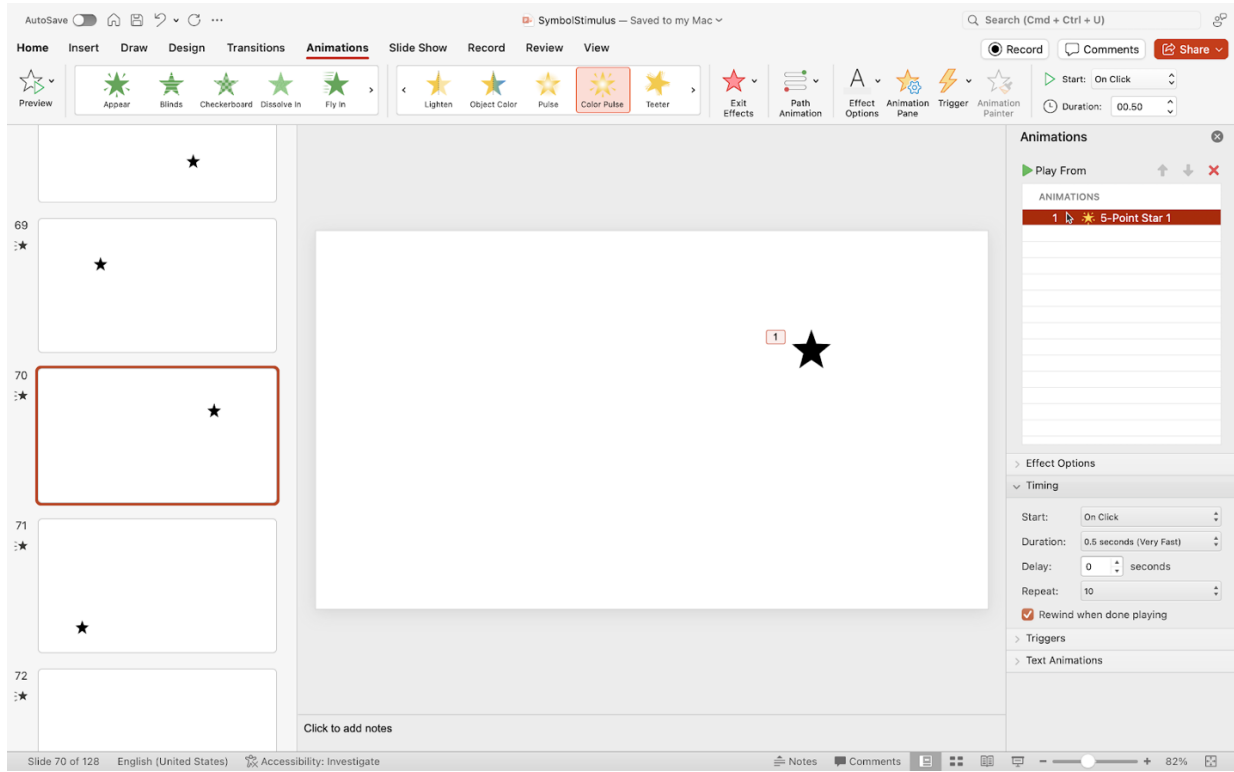 AutoSave
SymbolStimulus — Saved to my Mac
Search (Cmd + Ctrl + U)
Home Insert Draw Design Transitions Animations Slide Show Record Review View
Record Comments Share
Preview
Appear Blinds Checkerboard Dissolve In Fly In
Lighten Object Color Pulse Color Pulse Teeter
Exit Effects
Path Animation
Effect Options
Animation Pane
Trigger
Animation Painter
Start: On Click
Duration: 00.50
69
70
71
72
1
Click to add notes
Animations
Play From
ANIMATIONS
1 5-Point Star 1
Effect Options
Timing
Start: On Click
Duration: 0.5 seconds (Very Fast)
Delay: 0 seconds
Repeat: 10
Rewind when done playing
Triggers
Text Animations
Slide 70 of 128 English (United States) Accessibility: Investigate Notes Comments 82%